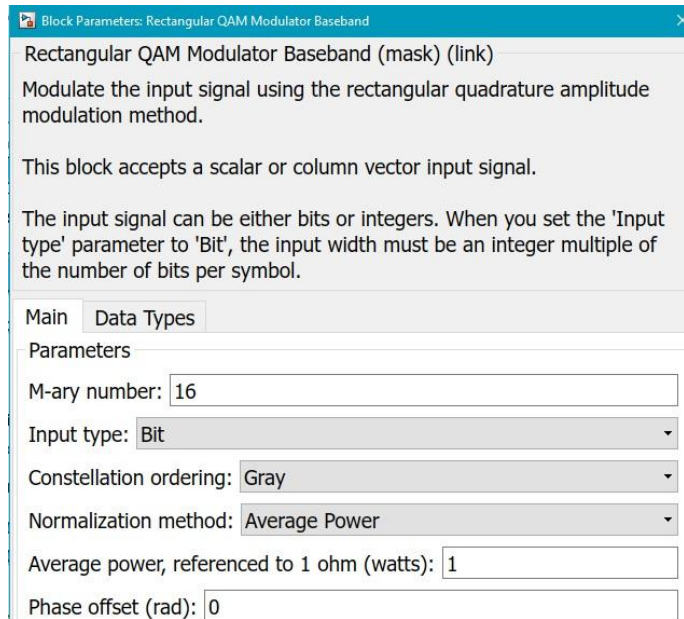 Block Parameters: Rectangular QAM Modulator Baseband
Rectangular QAM Modulator Baseband (mask) (link)
Modulate the input signal using the rectangular quadrature amplitude
modulation method.
This block accepts a scalar or column vector input signal.
The input signal can be either bits or integers. When you set the 'Input
type' parameter to 'Bit', the input width must be an integer multiple of
the number of bits per symbol.
Main Data Types
Parameters
M-ary number: 16
Input type: Bit
Constellation ordering: Gray
Normalization method: Average Power
Average power, referenced to 1 ohm (watts): 1
Phase offset (rad): 0